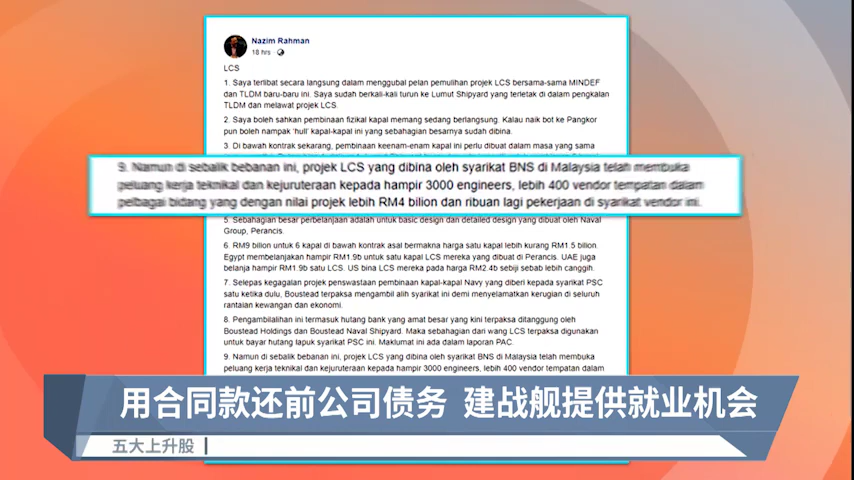 Nazim Rahman
18 hrs
LCS
1. Saya terlibat secara langsung dalam menggubal pelan pemulihan projek LCS bersama-sama MINDEF
dan TLDM baru-baru ini. Saya sudah berkali-kali turun ke Lumut Shipyard yang terletak di dalam pengkalan
TLDM dan melawat projek LCS.
2. Saya boleh sahkan pembinaan fizikal kapal memang sedang berlangsung. Kalau naik bot ke Pangkor
pun boleh nampak 'hull' kapal-kapal ini yang sebahagian besarnya sudah dibina.
3. Di bawah kontrak sekarang, pembinaan keenam-enam kapal ini perlu dibuat dalam masa yang sama
9. Namun di sebalik bebanan ini, projek LCS yang dibina oleh syarikat BNS di Malaysia telah membuka
peluang kerja teknikal dan kejuruteraan kepada hampir 3000 engineers, lebih 400 vendor tempatan dalam
pelbagai bidang yang dengan nilai projek lebih RM4 bilion dan ribuan lagi pekerjaan di syarikat vendor ini.
5. Sebahagian besar perbelanjaan adalah untuk basic design dan detailed design yang dibuat oleh Naval
Group, Perancis.
6. RM9 bilion untuk 6 kapal di bawah kontrak asal bermakna harga satu kapal lebih kurang RM1.5 bilion.
Egypt membelanjakan hampir RM1.9b untuk satu kapal LCS mereka yang dibuat di Perancis. UAE juga
belanja hampir RM1.9b satu LCS. US bina LCS mereka pada harga RM2.4b sebiji sebab lebih canggih.
7. Selepas kegagalan projek penswastaan pembinaan kapal-kapal Navy yang diberi kepada syarikat PSC
satu ketika dulu, Boustead terpaksa mengambil alih syarikat ini demi menyelamatkan kerugian di seluruh
rantaian kewangan dan ekonomi.
8. Pengambilalihan ini termasuk hutang bank yang amat besar yang kini terpaksa ditanggung oleh
Boustead Holdings dan Boustead Naval Shipyard. Maka sebahagian dari wang LCS terpaksa digunakan
untuk bayar hutang lapuk syarikat PSC ini. Maklumat ini ada dalam laporan PAC.
9. Namun di sebalik bebanan ini, projek LCS yang dibina oleh syarikat BNS di Malaysia telah membuka
peluang kerja teknikal dan kejuruteraan kepada hampir 3000 engineers, lebih 400 vendor tempatan dalam
用合同款还前公司债务 建战舰提供就业机会
五大上升股